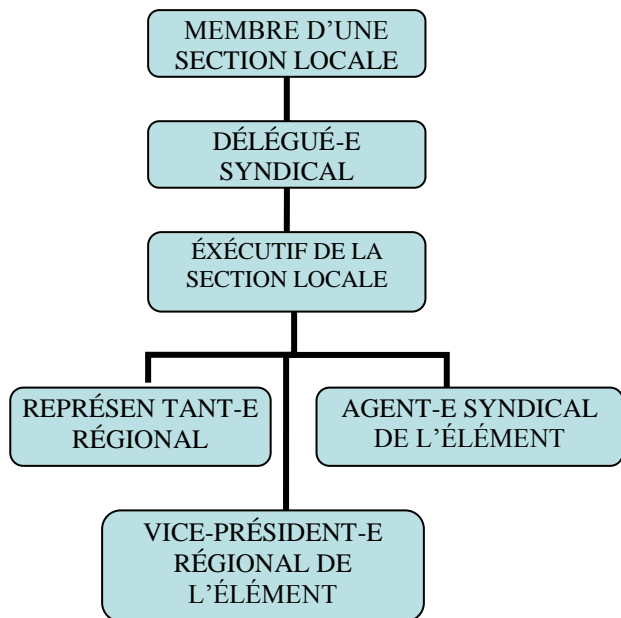 MEMBRE D’UNE
SECTION LOCALE
DÉLÉGUÉ-E
SYNDICAL
ÉXÉCUTIF DE LA
SECTION LOCALE
REPRÉSEN TANT-E
RÉGIONAL
AGENT-E SYNDICAL
DE L’ÉLÉMENT
VICE-PRÉSIDENT-E
RÉGIONAL DE
L’ÉLÉMENT